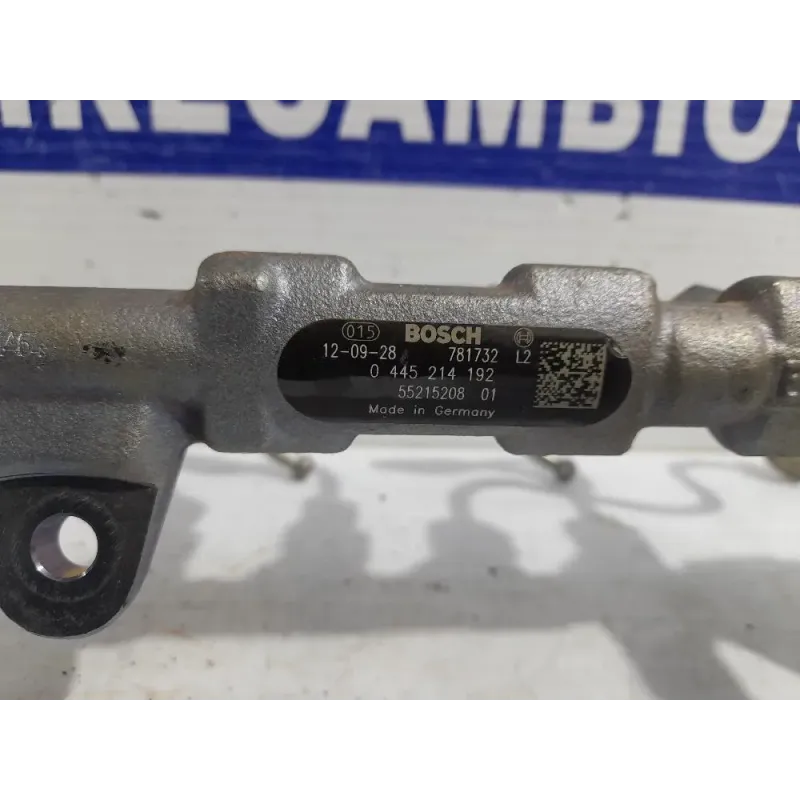 RECAMBIOS
015 BOSCH
12-09-28 781732 L2
0 445 214 192
55215208 01
Made in Germany